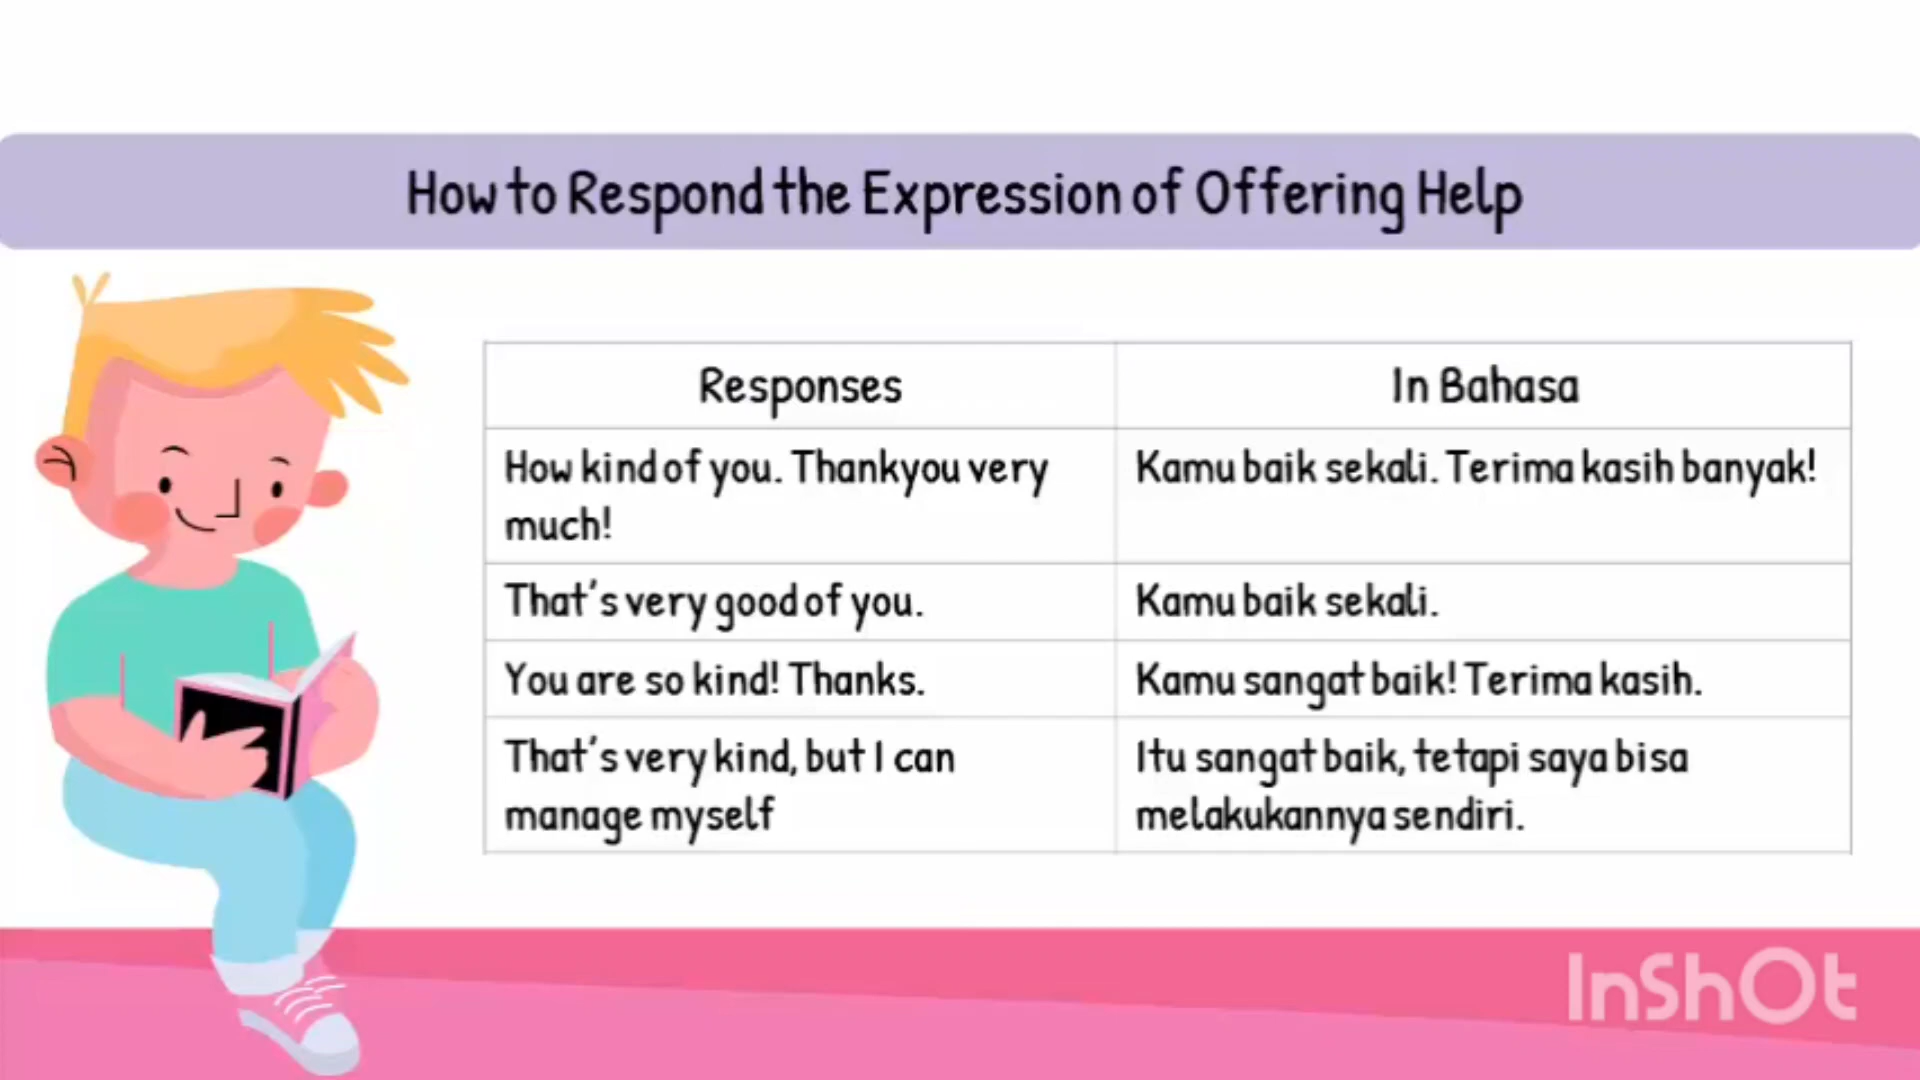 How to Respond the Expression of Offering Help
Responses
In Bahasa
How kind of you. Thankyou very
much!
Kamu baik sekali. Terima kasih banyak!
That's very good of you.
Kamu baik sekali.
You are so kind! Thanks.
Kamu sangat baik! Terima kasih.
That's very kind, but I can
manage myself
Itu sangat baik, tetapi saya bisa
melakukannya sendiri.
InShOt